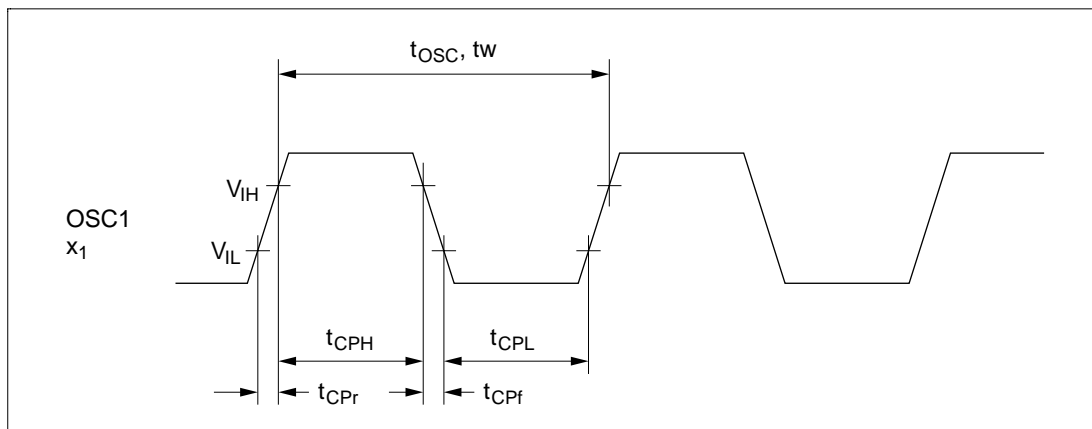 tOSC, tw
VIH
OSC1
x1
VIL
tCPH
tCPL
tCPr
tCPf